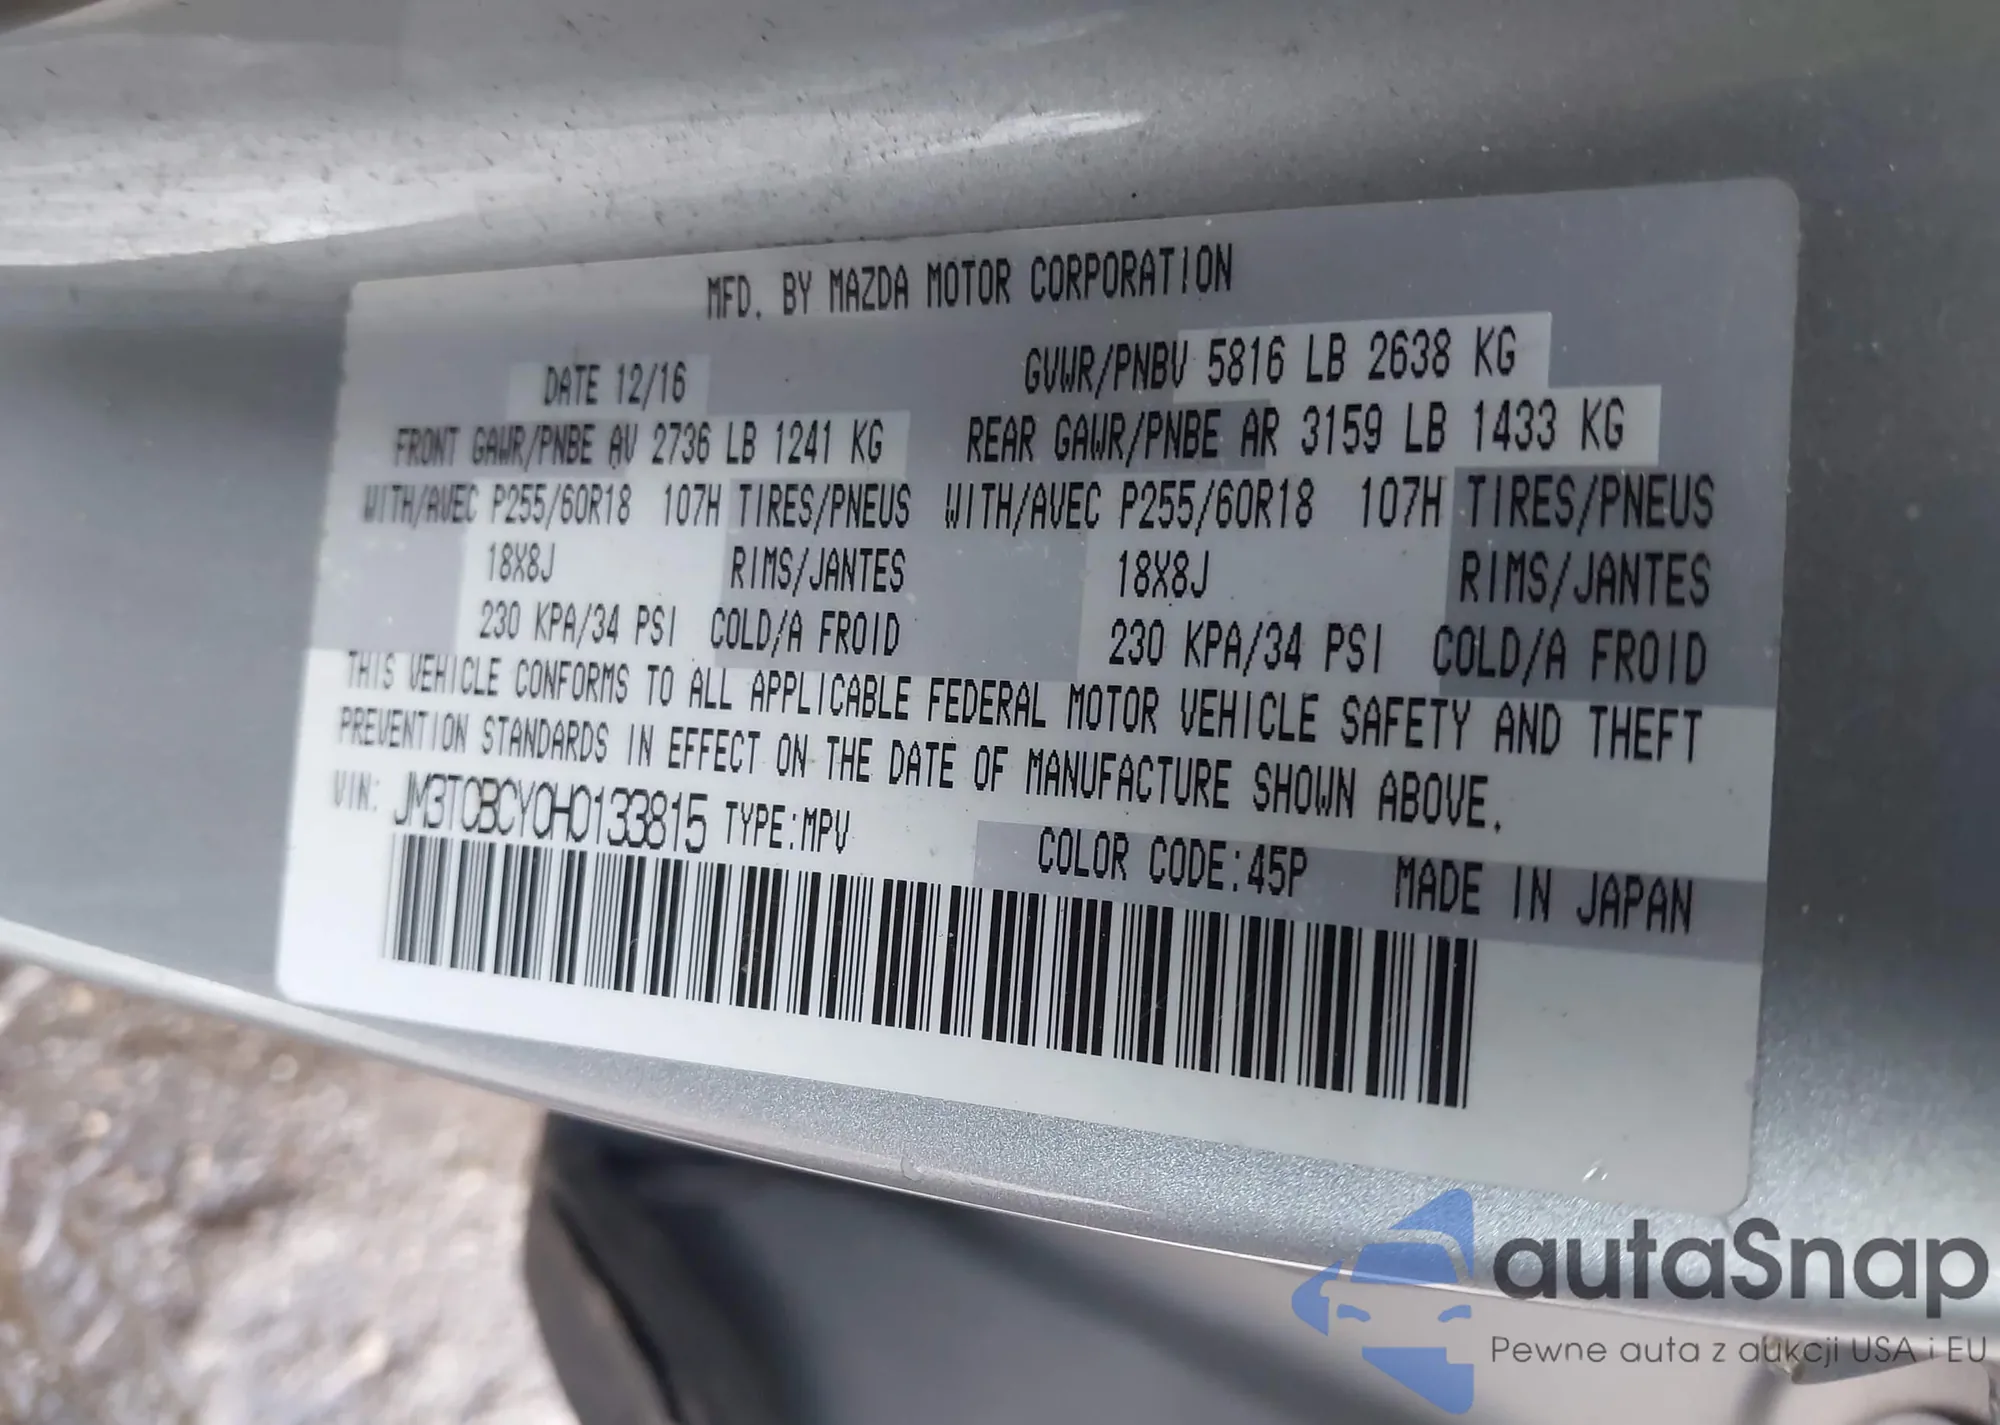 MFD. BY MAZDA MOTOR CORPORATION
DATE 12/16 GVWR/PNBV 5816 LB 2638 KG
FRONT GAWR/PNBE AV 2736 LB 1241 KG REAR GAWR/PNBE AR 3159 LB 1433 KG
WITH/AVEC P255/60R18 107H TIRES/PNEUS WITH/AVEC P255/60R18 107H TIRES/PNEUS
18X8J RIMS/JANTES 18X8J RIMS/JANTES
230 KPA/34 PSI COLD/A FROID 230 KPA/34 PSI COLD/A FROID
THIS VEHICLE CONFORMS TO ALL APPLICABLE FEDERAL MOTOR VEHICLE SAFETY AND THEFT
PREVENTION STANDARDS IN EFFECT ON THE DATE OF MANUFACTURE SHOWN ABOVE.
VIN: JM3TCBCY0H0133815 TYPE:MPV COLOR CODE:45P MADE IN JAPAN
autaSnap
Pewne auta z aukcji USA i EU